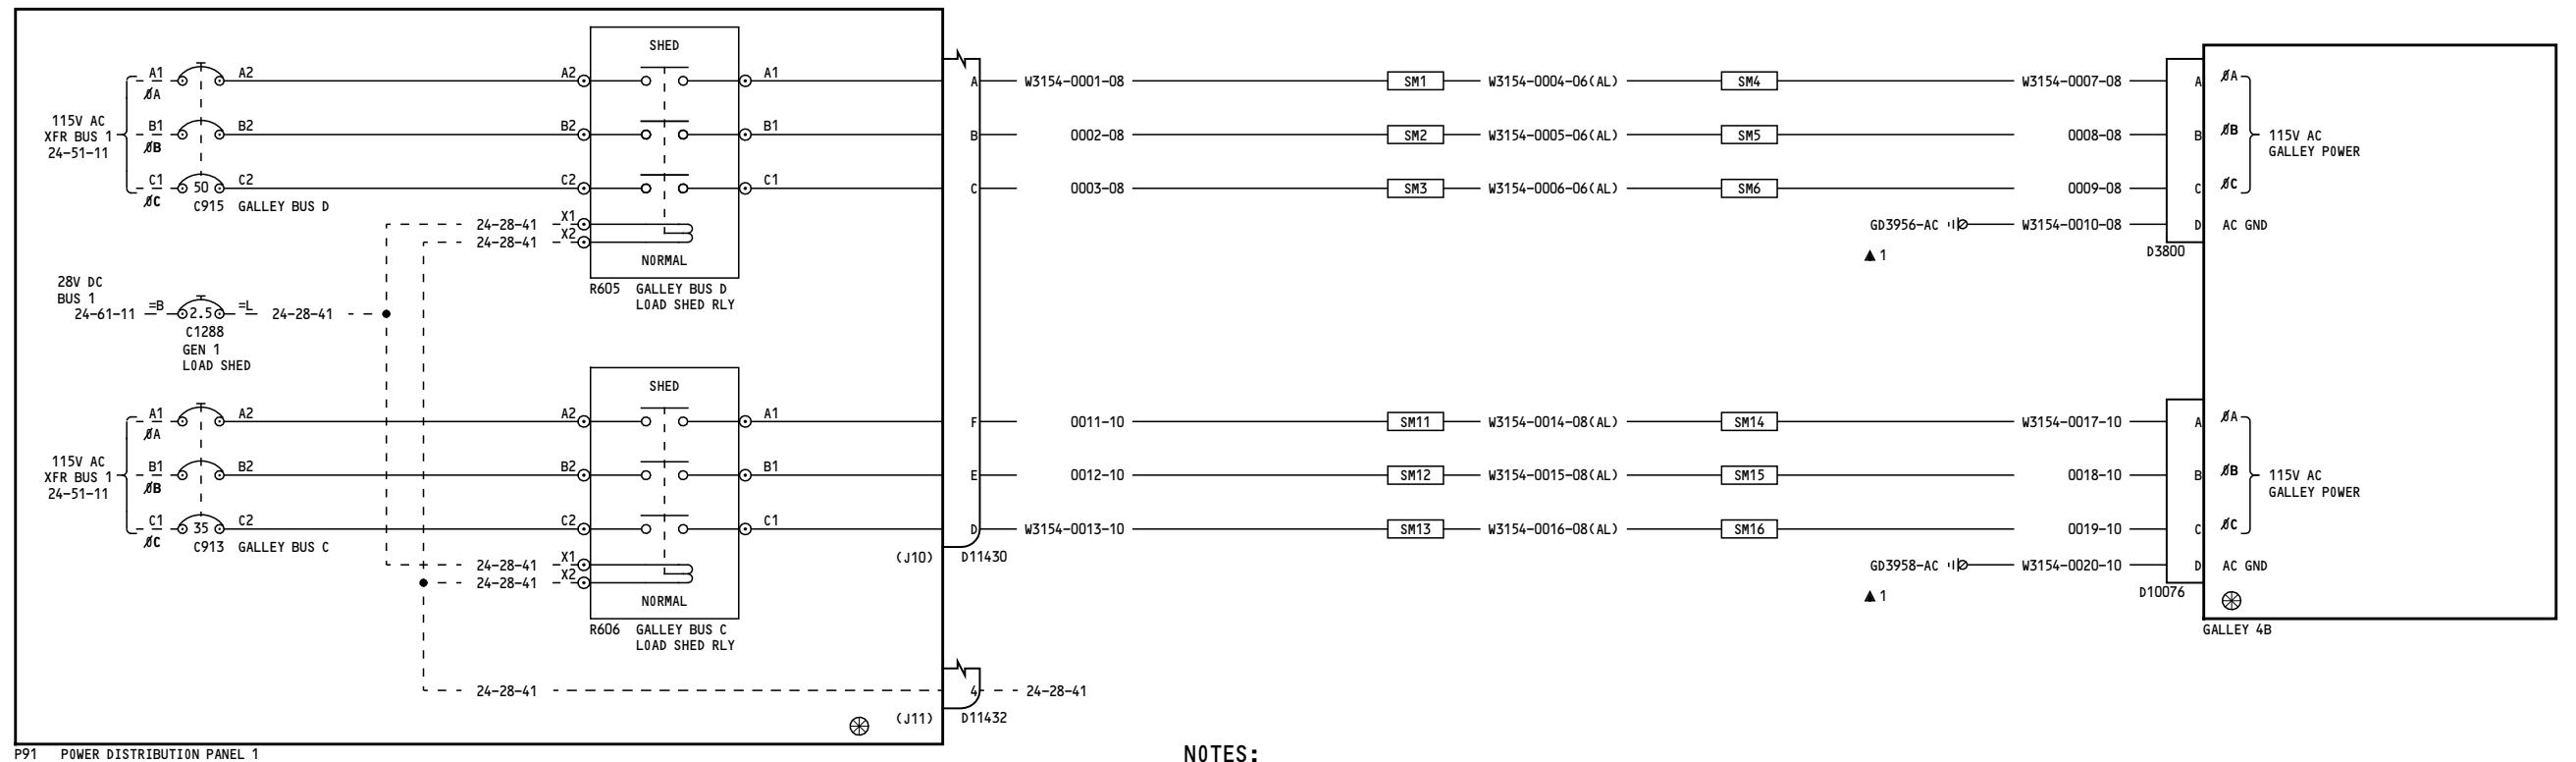 SHED
A1 A2 A2 A1 A W3154-0001-08 SM1 W3154-0004-06(AL) SM4 W3154-0007-08 A ØA
ØA
115V AC
XFR BUS 1
24-51-11
B1 B2 B2 B1 B 0002-08 SM2 W3154-0005-06(AL) SM5 0008-08 B ØB
ØB
115V AC
GALLEY POWER
C1 50 C2 C2 C1 C 0003-08 SM3 W3154-0006-06(AL) SM6 0009-08 C ØC
ØC
C915 GALLEY BUS D
24-28-41 X1
24-28-41 X2
GD3956-AC W3154-0010-08 D AC GND
▲ 1
D3800
NORMAL
R605 GALLEY BUS D
LOAD SHED RLY
28V DC
BUS 1
24-61-11 =B 2.5 =L 24-28-41
C1288
GEN 1
LOAD SHED
SHED
A1 A2 A2 A1 F 0011-10 SM11 W3154-0014-08(AL) SM14 W3154-0017-10 A ØA
ØA
115V AC
XFR BUS 1
24-51-11
B1 B2 B2 B1 E 0012-10 SM12 W3154-0015-08(AL) SM15 0018-10 B ØB
ØB
115V AC
GALLEY POWER
C1 35 C2 C2 C1 D W3154-0013-10 SM13 W3154-0016-08(AL) SM16 0019-10 C ØC
ØC
C913 GALLEY BUS C
(J10) D11430
24-28-41 X1
24-28-41 X2
GD3958-AC W3154-0020-10 D AC GND
▲ 1
D10076
NORMAL
R606 GALLEY BUS C
LOAD SHED RLY
GALLEY 4B
24-28-41 4 24-28-41
(J11) D11432
P91 POWER DISTRIBUTION PANEL 1
NOTES: